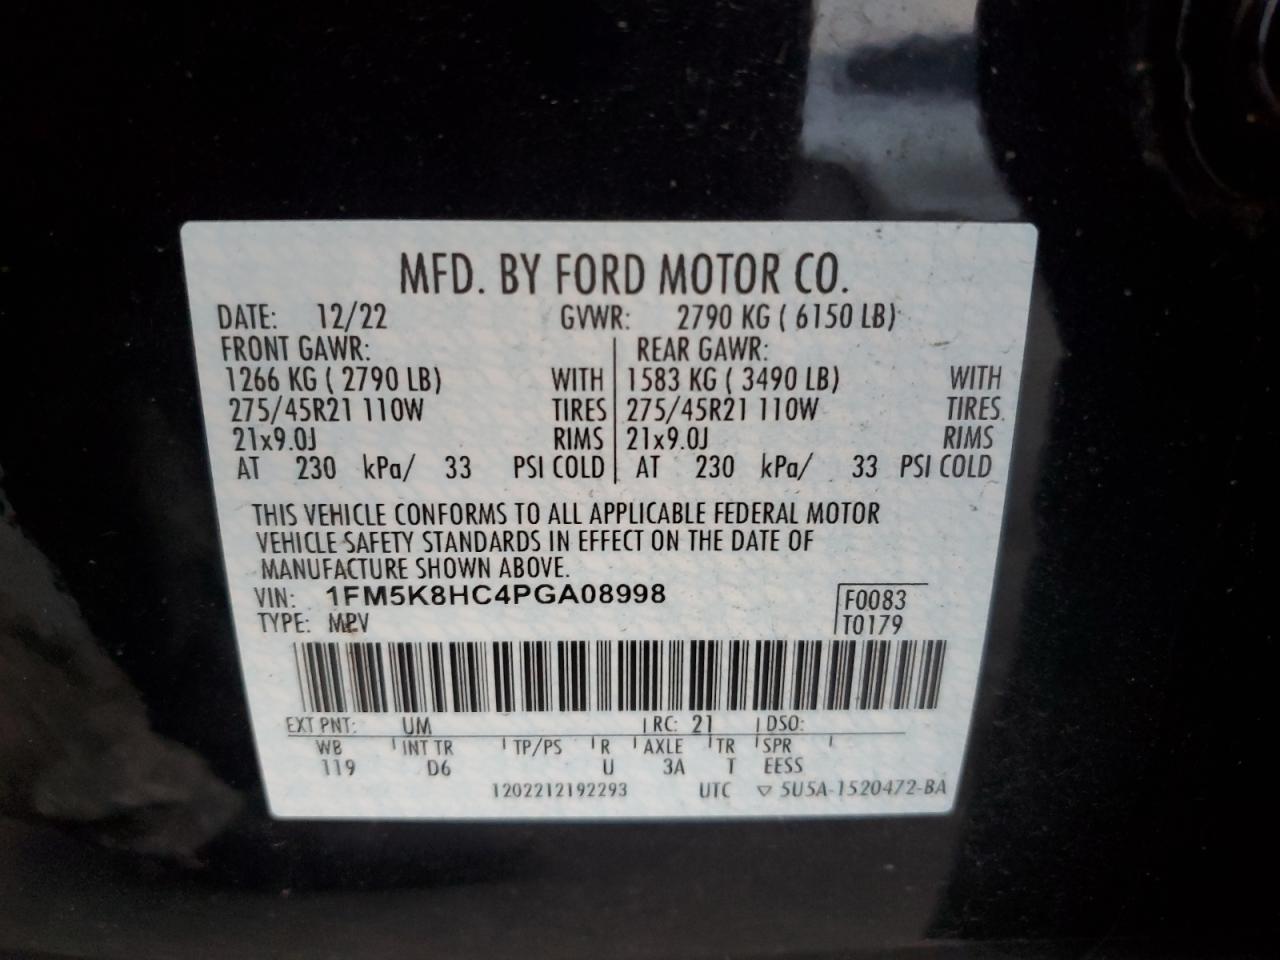 MFD. BY FORD MOTOR CO.
DATE: 12/22 GVWR: 2790 KG ( 6150 LB)
FRONT GAWR: REAR GAWR:
1266 KG ( 2790 LB) WITH 1583 KG ( 3490 LB) WITH
275/45R21 110W TIRES 275/45R21 110W TIRES
21x9.0J RIMS 21x9.0J RIMS
AT 230 kPa/ 33 PSI COLD AT 230 kPa/ 33 PSI COLD
THIS VEHICLE CONFORMS TO ALL APPLICABLE FEDERAL MOTOR
VEHICLE SAFETY STANDARDS IN EFFECT ON THE DATE OF
MANUFACTURE SHOWN ABOVE.
VIN: 1FM5K8HC4PGA08998 F0083
TYPE: MPV T0179
EXT PNT: UM RC: 21 DSO:
WB INT TR TP/PS R AXLE TR SPR
119 D6 U 3A T EESS
1202212192293 UTC ▽ 5U5A-1520472-BA